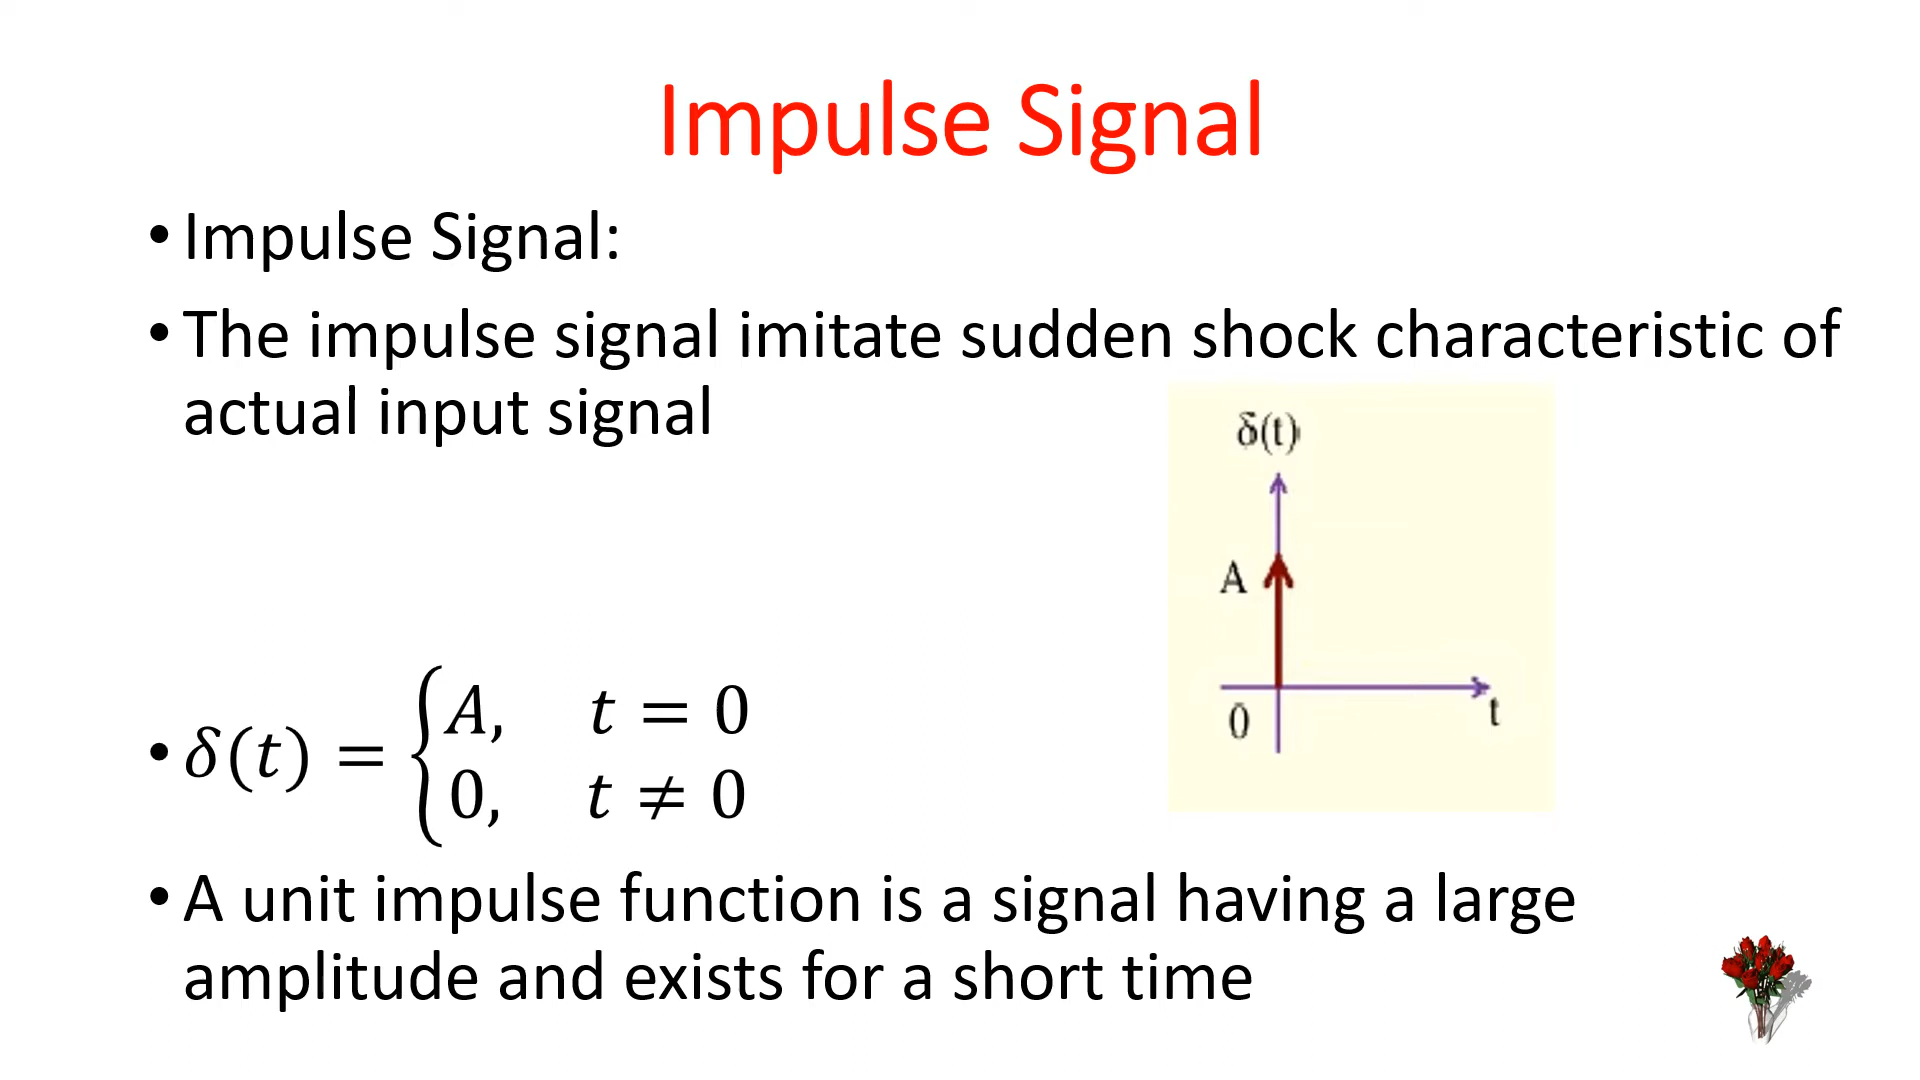 Impulse Signal
• Impulse Signal:
• The impulse signal imitate sudden shock characteristic of
actual input signal
δ(t)
A
0
t
• δ(t) = {A, t = 0
0, t ≠ 0
• A unit impulse function is a signal having a large
amplitude and exists for a short time